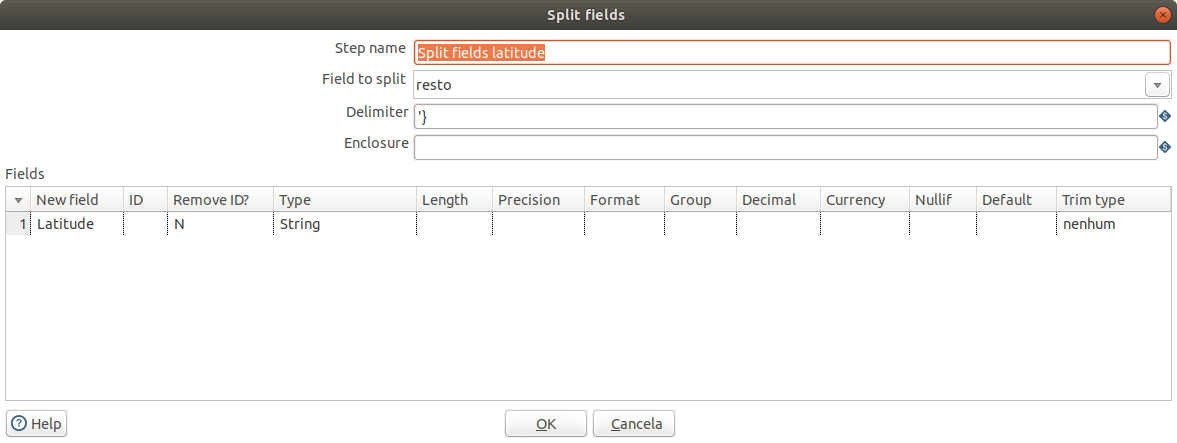 Split fields
Step name Split fields latitude
Field to split resto
Delimiter '}
Enclosure
Fields
New field ID Remove ID? Type Length Precision Format Group Decimal Currency Nullif Default Trim type
1 Latitude N String nenhum
Help OK Cancela